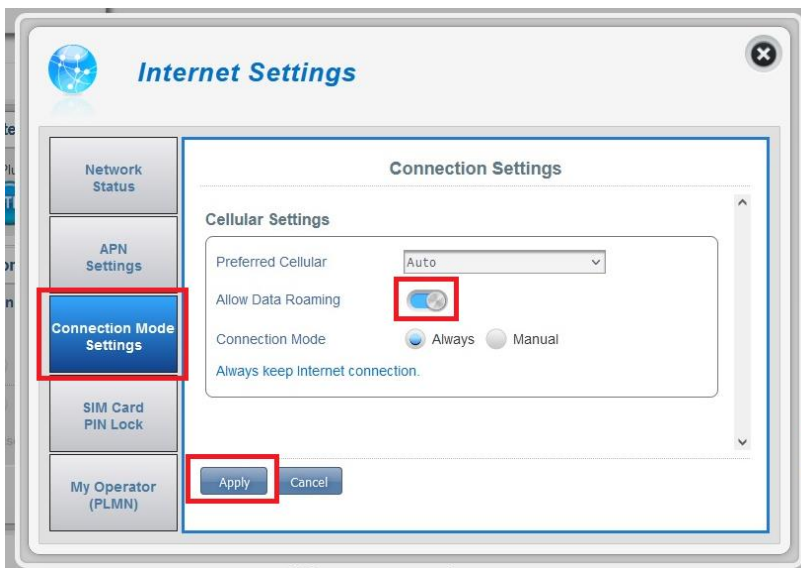 Internet Settings
Network
Status
APN
Settings
Connection Mode
Settings
SIM Card
PIN Lock
My Operator
(PLMN)
Connection Settings
Cellular Settings
Preferred Cellular Auto
Allow Data Roaming
Connection Mode Always Manual
Always keep Internet connection.
Apply Cancel